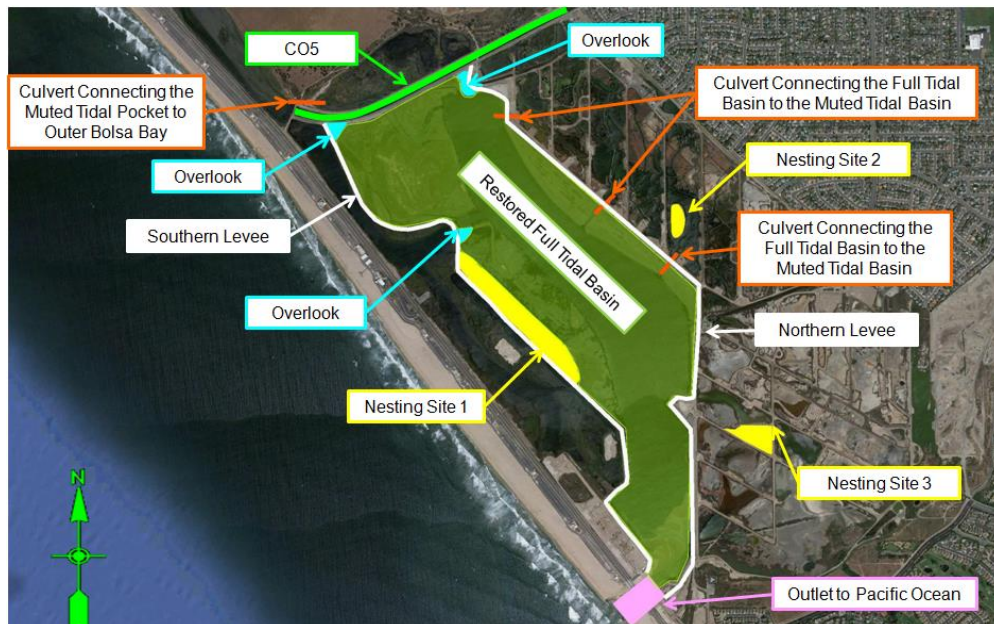 CO5
Overlook
Culvert Connecting the
Muted Tidal Pocket to
Outer Bolsa Bay
Culvert Connecting the Full Tidal
Basin to the Muted Tidal Basin
Overlook
Nesting Site 2
Southern Levee
Restored Full Tidal Basin
Culvert Connecting the
Full Tidal Basin to the
Muted Tidal Basin
Overlook
Northern Levee
Nesting Site 1
Nesting Site 3
N
Outlet to Pacific Ocean